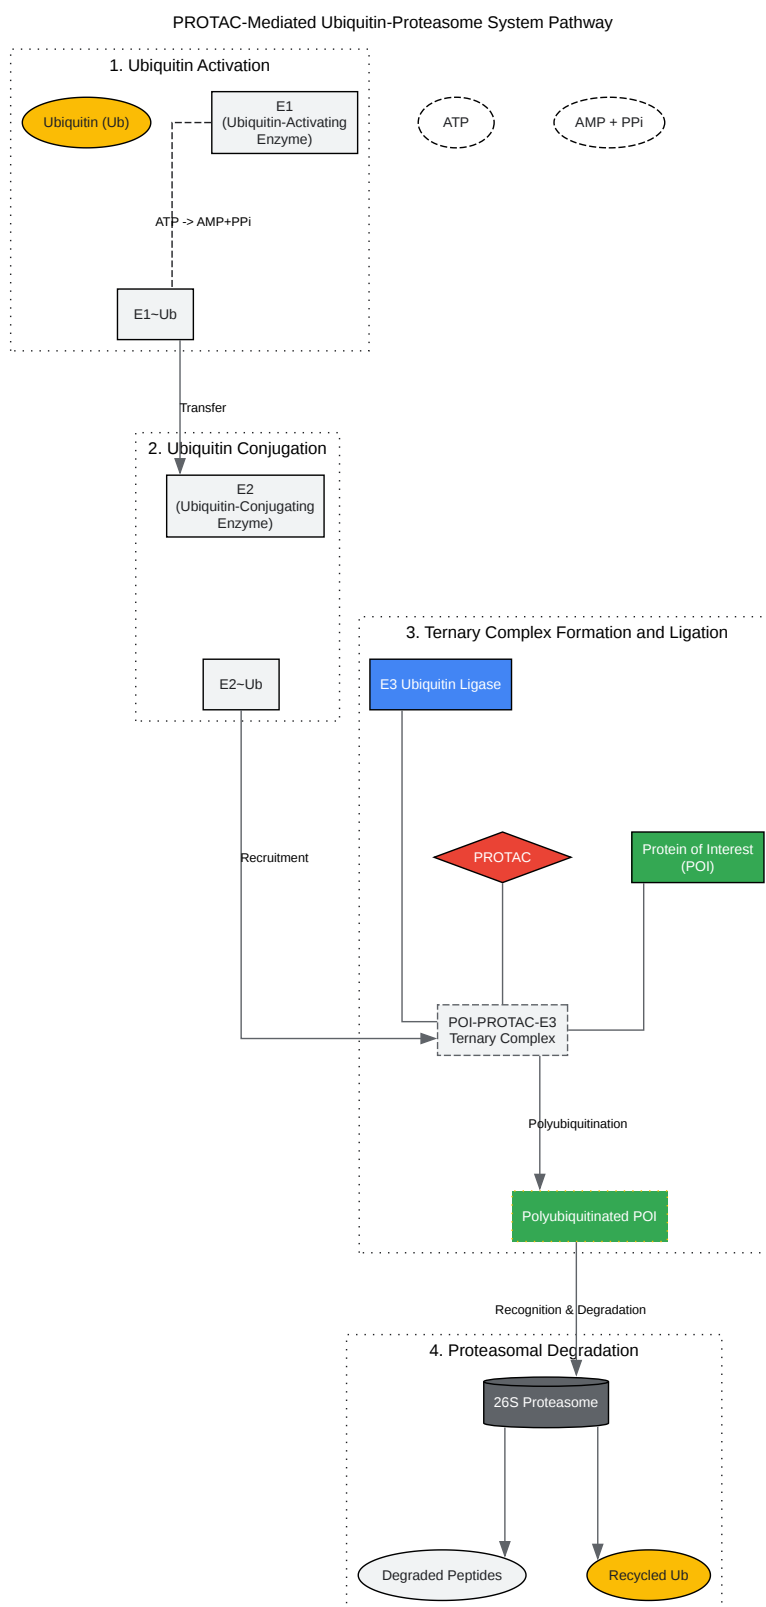 PROTAC-Mediated Ubiquitin-Proteasome System Pathway
1. Ubiquitin Activation
Ubiquitin (Ub)
E1
(Ubiquitin-Activating
Enzyme)
ATP
AMP + PPi
ATP -> AMP+PPi
E1~Ub
Transfer
2. Ubiquitin Conjugation
E2
(Ubiquitin-Conjugating
Enzyme)
E2~Ub
3. Ternary Complex Formation and Ligation
E3 Ubiquitin Ligase
Recruitment
PROTAC
Protein of Interest
(POI)
POI-PROTAC-E3
Ternary Complex
Polyubiquitination
Polyubiquitinated POI
Recognition & Degradation
4. Proteasomal Degradation
26S Proteasome
Degraded Peptides
Recycled Ub